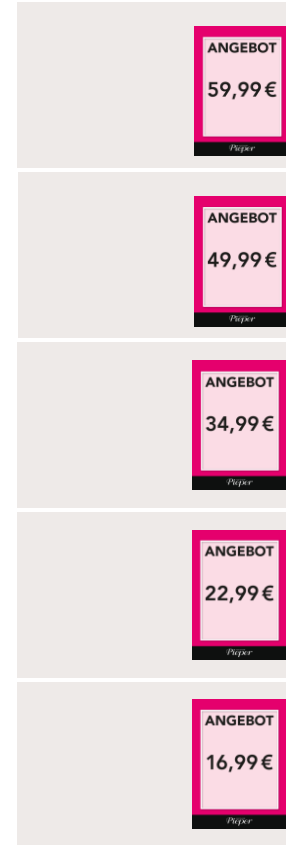 ANGEBOT
59,99 €
Pieper
ANGEBOT
49,99 €
Pieper
ANGEBOT
34,99 €
Pieper
ANGEBOT
22,99 €
Pieper
ANGEBOT
16,99 €
Pieper